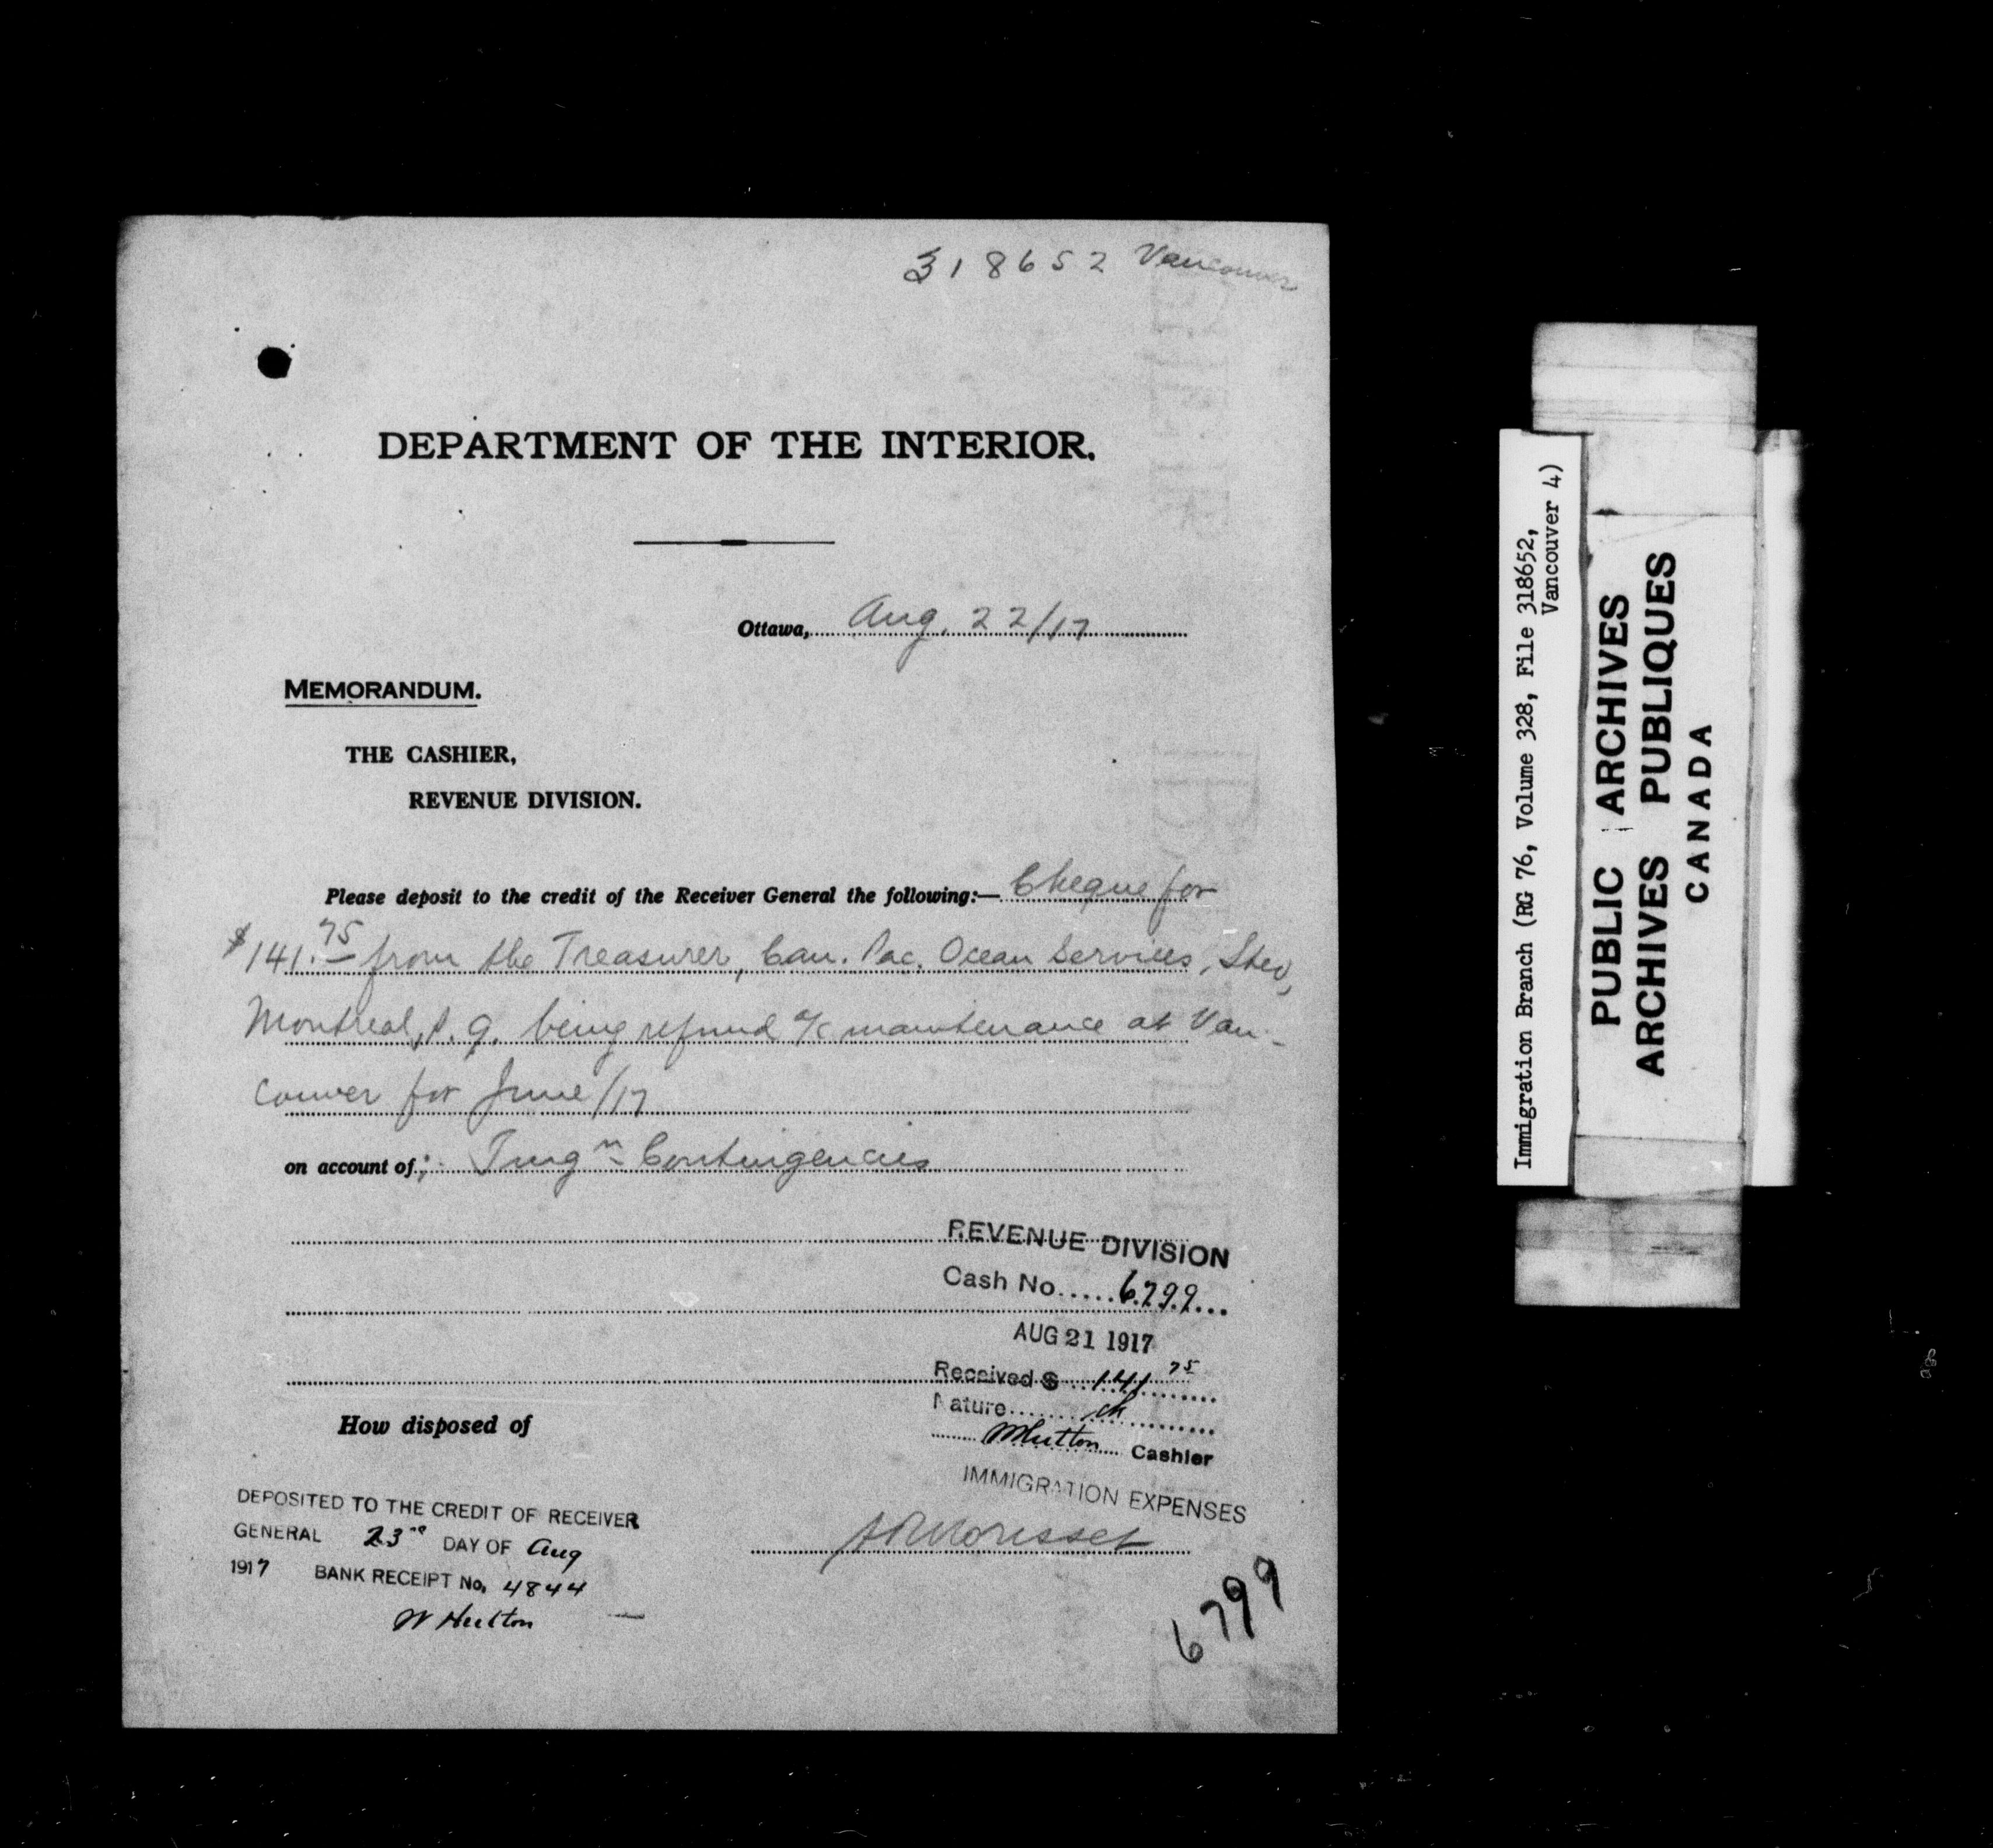 318652 Vancouver
DEPARTMENT OF THE INTERIOR.
Ottawa, Aug. 22/17
MEMORANDUM.
THE CASHIER,
REVENUE DIVISION.
Please deposit to the credit of the Receiver General the following:— Cheque for
$141.75 from the Treasurer, Can. Pac. Ocean Services,
Montreal, P.Q. being refund a/c maintenance at Van-
couver for June/17
on account of: Imgn Contingencies
REVENUE DIVISION
Cash No. 6799
AUG 21 1917
Received $ 141 75
Nature ck
WHutton Cashier
How disposed of
IMMIGRATION EXPENSES
DEPOSITED TO THE CREDIT OF RECEIVER
GENERAL 23rd DAY OF Aug
1917 BANK RECEIPT No. 4844
W Hutton
6799
Immigration Branch (RG 76, Volume 328, File 318652,
Vancouver 4)
PUBLIC ARCHIVES
ARCHIVES PUBLIQUES
CANADA